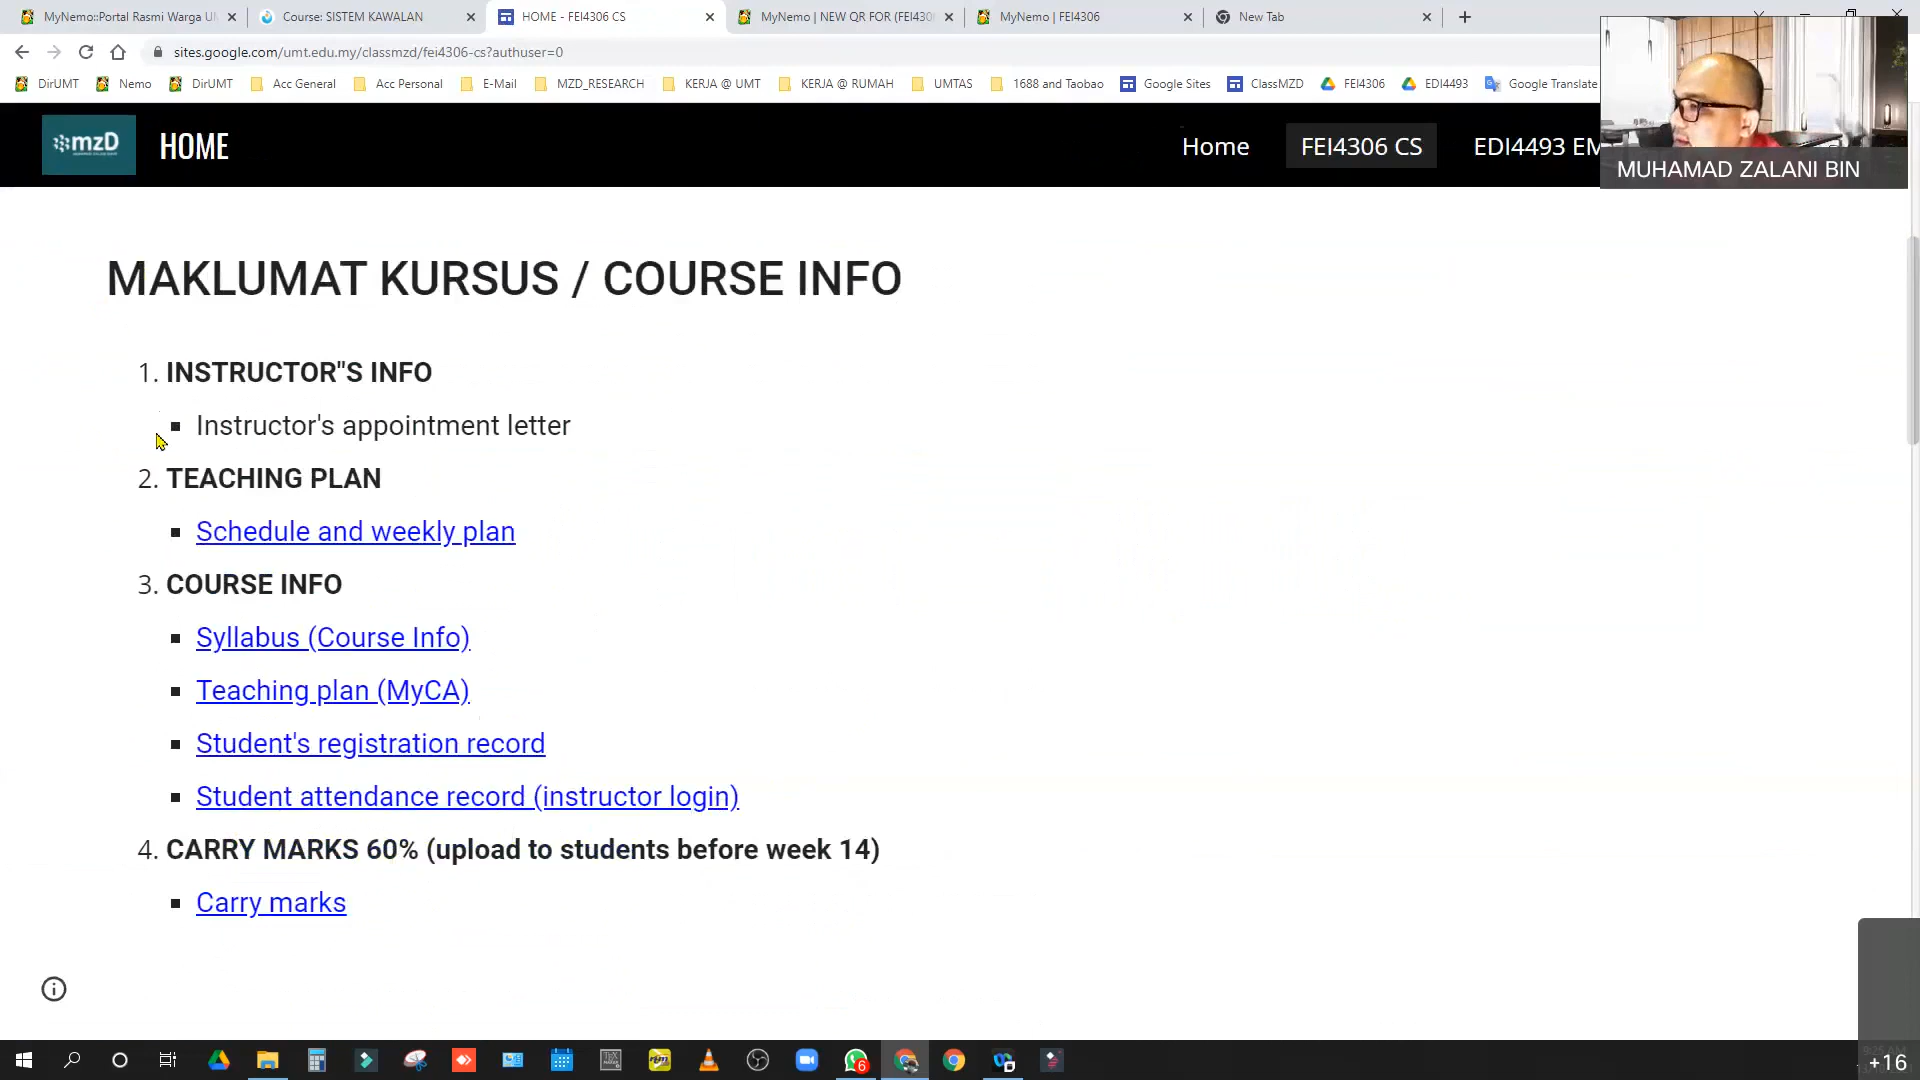 MyNemo::Portal Rasmi Warga UM
Course: SISTEM KAWALAN
HOME - FEI4306 CS
MyNemo | NEW QR FOR (FEI430
MyNemo | FEI4306
New Tab
sites.google.com/umt.edu.my/classmzd/fei4306-cs?authuser=0
DirUMT Nemo DirUMT Acc General Acc Personal E-Mail MZD_RESEARCH KERJA @ UMT KERJA @ RUMAH UMTAS 1688 and Taobao Google Sites ClassMZD FEI4306 EDI4493 Google Translate
mzD
HOME
Home FEI4306 CS EDI4493 EM
MUHAMAD ZALANI BIN
MAKLUMAT KURSUS / COURSE INFO
1. INSTRUCTOR"S INFO
Instructor's appointment letter
2. TEACHING PLAN
Schedule and weekly plan
3. COURSE INFO
Syllabus (Course Info)
Teaching plan (MyCA)
Student's registration record
Student attendance record (instructor login)
4. CARRY MARKS 60% (upload to students before week 14)
Carry marks
6
+16